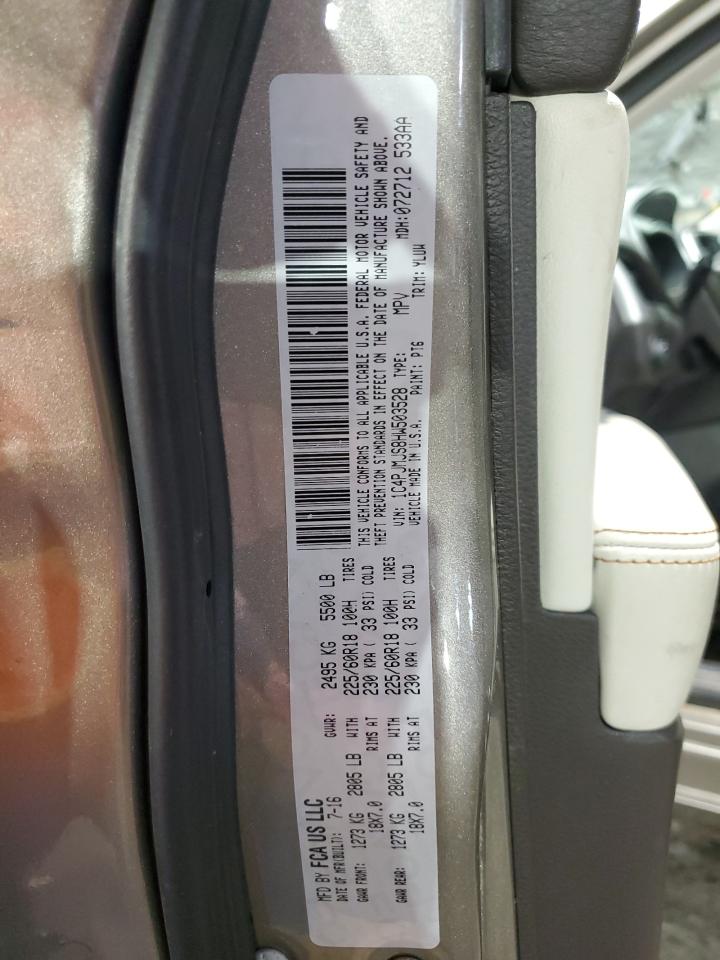 MFD BY FCA US LLC
DATE OF MFR(BUILT): 7-16 GVWR: 2495 KG 5500 LB
GAWR FRONT: 1273 KG 2805 LB WITH 225/60R18 100H TIRES
18X7.0 RIMS AT 230 KPA ( 33 PSI) COLD
GAWR REAR: 1273 KG 2805 LB WITH 225/60R18 100H TIRES
18X7.0 RIMS AT 230 KPA ( 33 PSI) COLD
THIS VEHICLE CONFORMS TO ALL APPLICABLE U.S.A. FEDERAL MOTOR VEHICLE SAFETY AND
THEFT PREVENTION STANDARDS IN EFFECT ON THE DATE OF MANUFACTURE SHOWN ABOVE.
VIN: 1C4PJMJS8HW503528 TYPE: MPV MDH:072712 533AA
VEHICLE MADE IN U.S.A. PAINT: PTG TRIM: YLUW